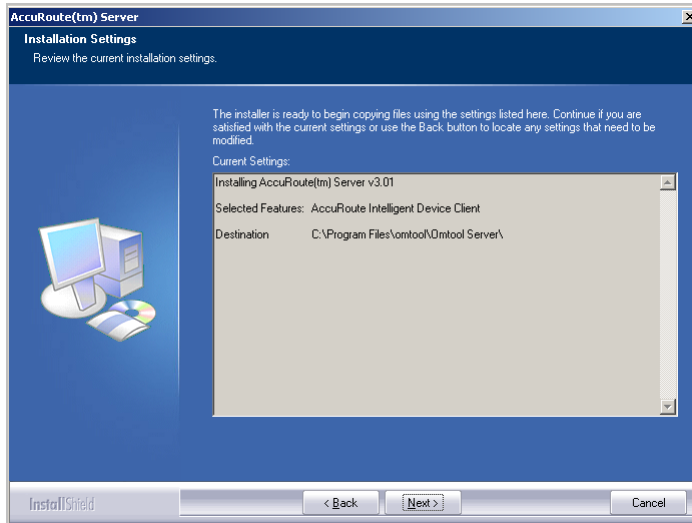 AccuRoute(tm) Server
Installation Settings
Review the current installation settings.
The installer is ready to begin copying files using the settings listed here. Continue if you are
satisfied with the current settings or use the Back button to locate any settings that need to be
modified.
Current Settings:
Installing AccuRoute(tm) Server v3.01
Selected Features: AccuRoute Intelligent Device Client
Destination C:\Program Files\omtool\Omtool Server\
InstallShield
< Back
Next >
Cancel